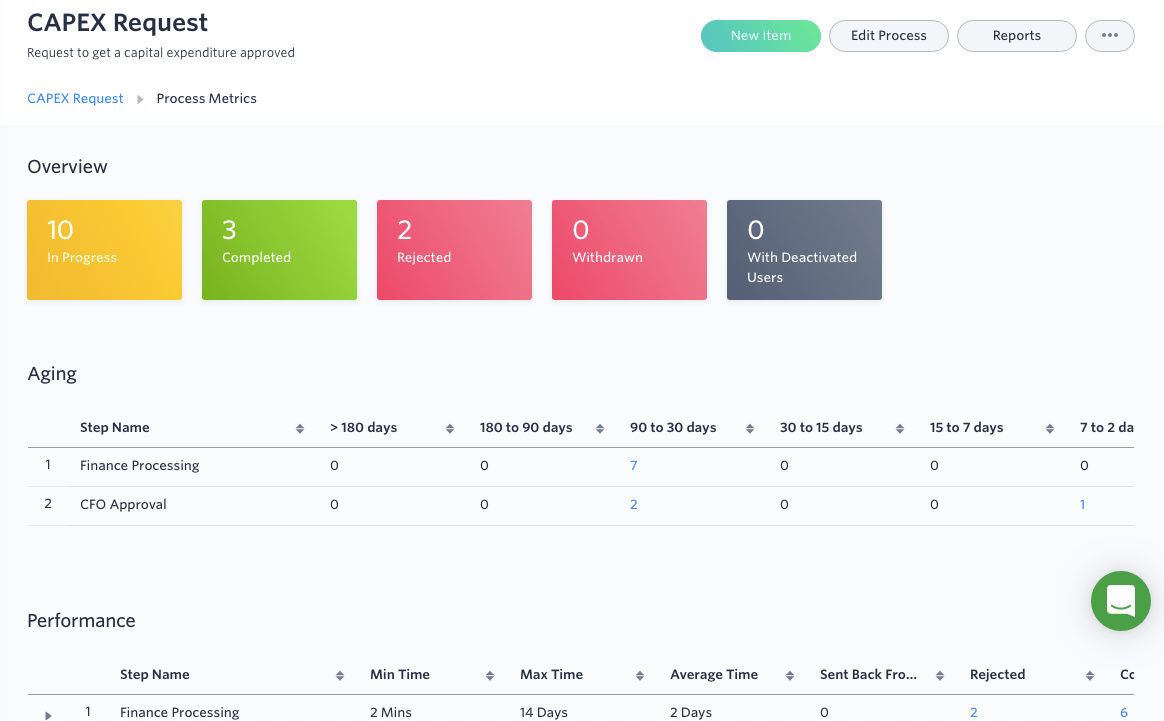 CAPEX Request
Request to get a capital expenditure approved
New Item
Edit Process
Reports
CAPEX Request
Process Metrics
Overview
10
In Progress
3
Completed
2
Rejected
0
Withdrawn
0
With Deactivated
Users
Aging
Step Name > 180 days 180 to 90 days 90 to 30 days 30 to 15 days 15 to 7 days 7 to 2 da
1 Finance Processing 0 0 7 0 0 0
2 CFO Approval 0 0 2 0 0 1
Performance
Step Name Min Time Max Time Average Time Sent Back Fro... Rejected Co
1 Finance Processing 2 Mins 14 Days 2 Days 0 2 6